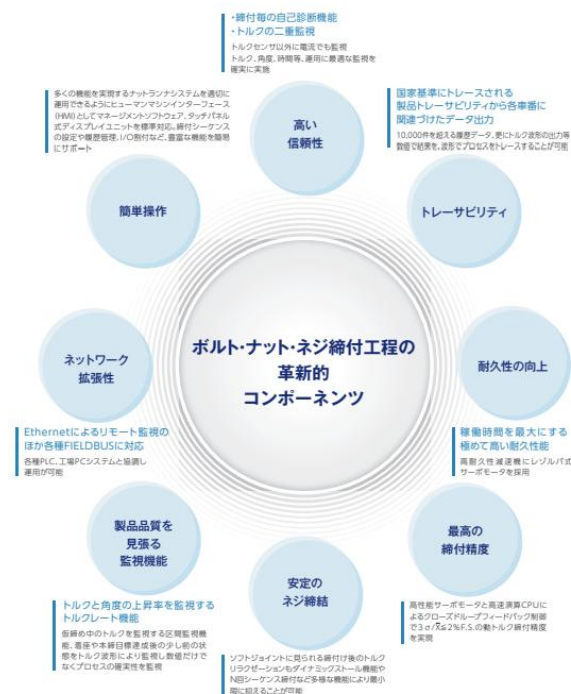 ・締付毎の自己診断機能
・トルクの二重監視
トルクセンサ以外に電流でも監視
トルク、角度、時間等、運用に最適な監視を
確実に実施
高い
信頼性
国家基準にトレースされる
製品トレーサビリティから各車番に
関連づけたデータ出力
10,000件を超える履歴データ、更にトルク波形の出力等
数値で結果を、波形でプロセスをトレースすることが可能
トレーサビリティ
耐久性の向上
稼働時間を最大にする
極めて高い耐久性能
高耐久性減速機にレゾルバ式
サーボモータを採用
最高の
締付精度
高性能サーボモータと高速演算CPUに
よるクローズドループフィードバック制御
で3σ/X̄≦2%F.S.の動トルク締付精度
を実現
安定の
ネジ締結
ソフトジョイントに見られる締付け後のトルク
リラクゼーションもダイナミックストール機能や
N回シーケンス締付など多様な機能により最小
限に抑えることが可能
製品品質を
見張る
監視機能
トルクと角度の上昇率を監視する
トルクレート機能
仮締め中のトルクを監視する区間監視機
能、着座や本締目標達成後の少し前の状
態をトルク波形により監視し数値だけで
なくプロセスの確実性を監視
ネットワーク
拡張性
Ethernetによるリモート監視の
ほか各種FIELDBUSに対応
各種PLC、工場PCシステムと協調し
運用が可能
簡単操作
多くの機能を実現するナットランナシステムを適切に
運用できるようにヒューマンマシンインターフェース
(HMI)としてマネージメントソフトウェア、タッチパネル
式ディスプレイユニットを標準対応。締付シーケンス
の設定や履歴管理、I/O割付など、豊富な機能を簡易
にサポート
ボルト・ナット・ネジ締付工程の
革新的
コンポーネンツ